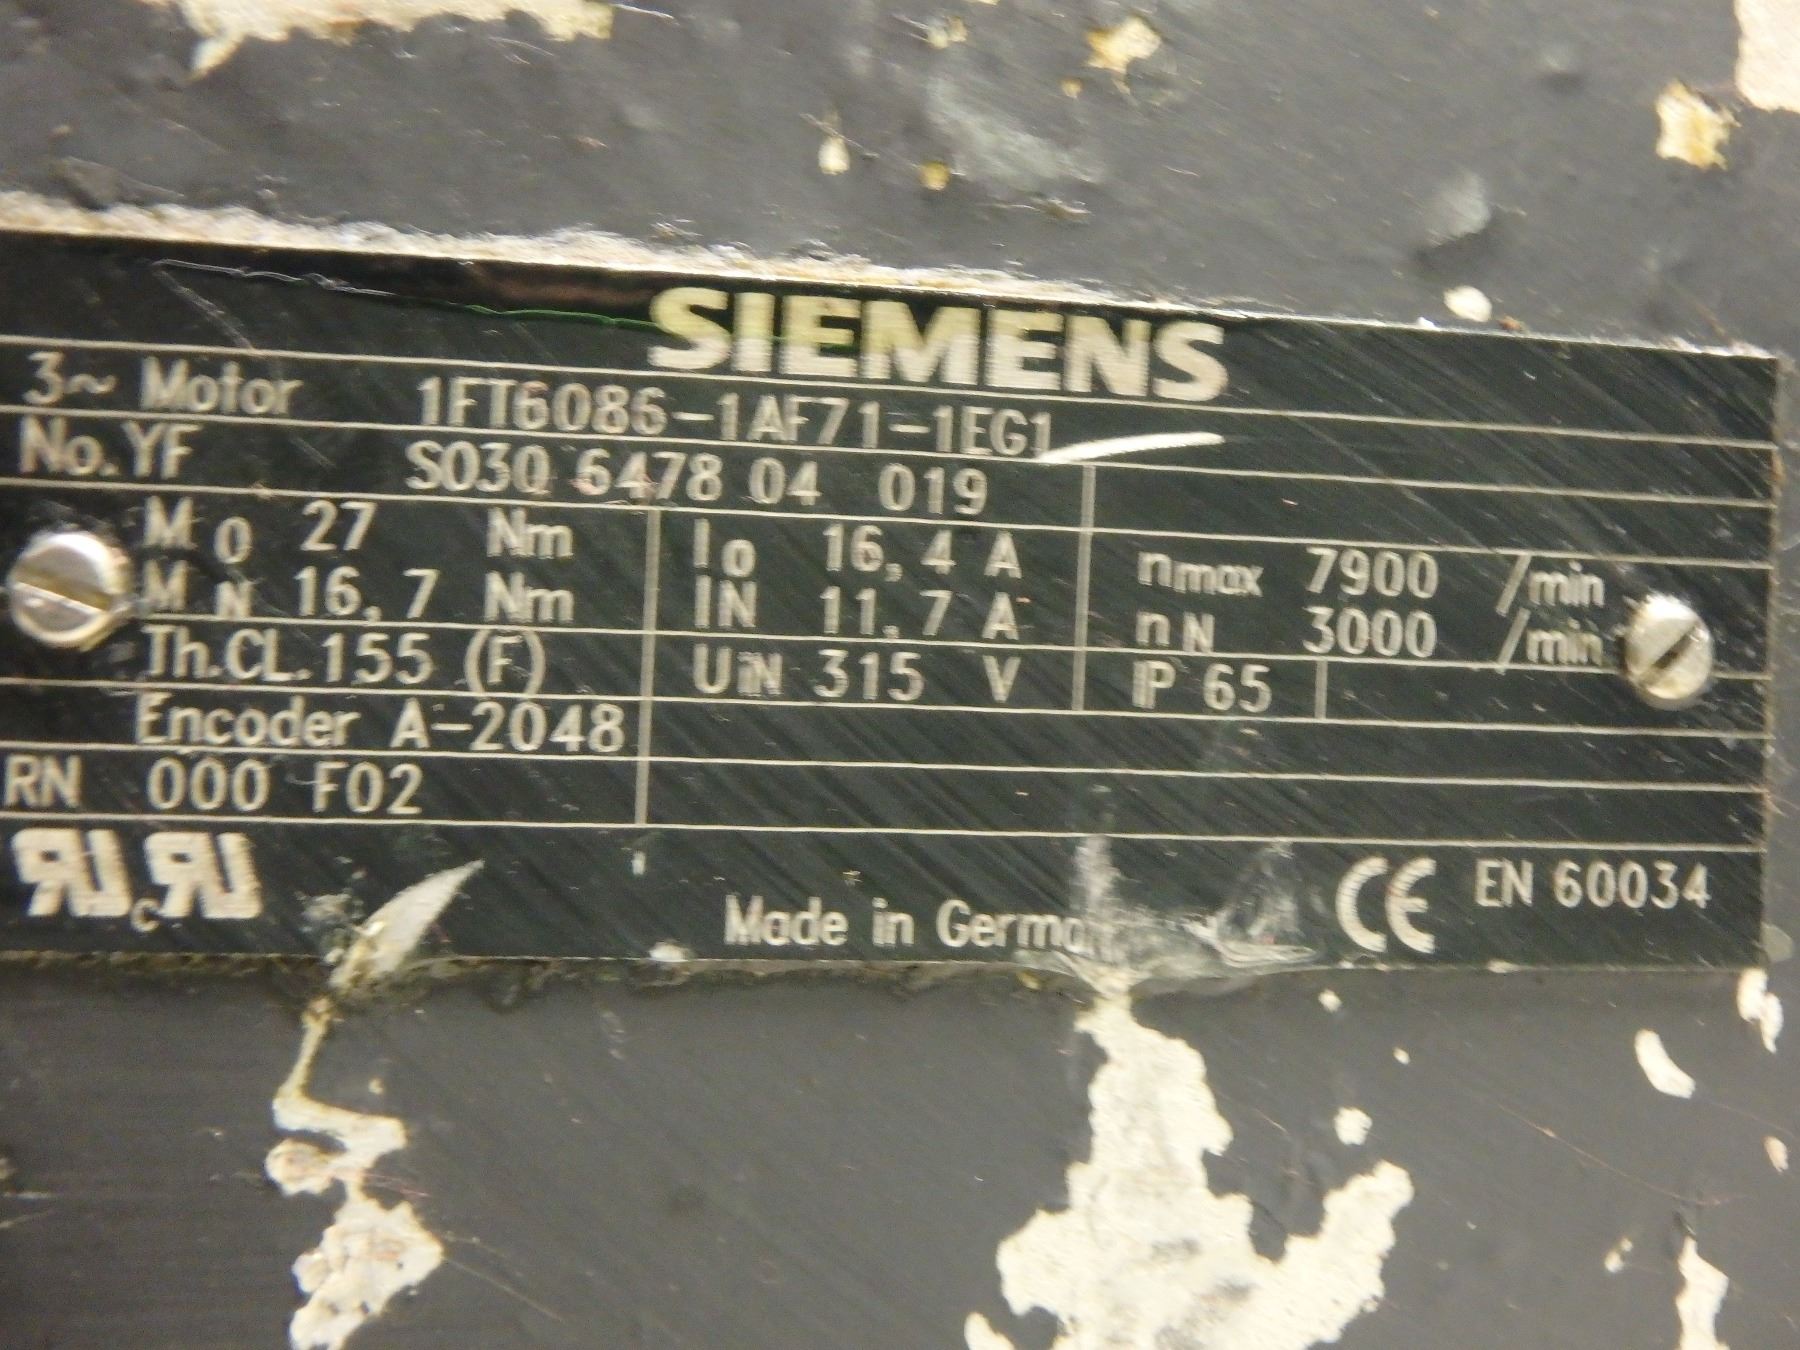 SIEMENS
3~ Motor 1FT6086-1AF71-1EG1
No. YF S030 6478 04 019
M0 27 Nm I0 16,4 A nmax 7900 /min
MN 16,7 Nm IN 11,7 A nN 3000 /min
Th.CL.155 (F) UiN 315 V IP 65
Encoder A-2048
RN 000 F02
Made in German CE EN 60034